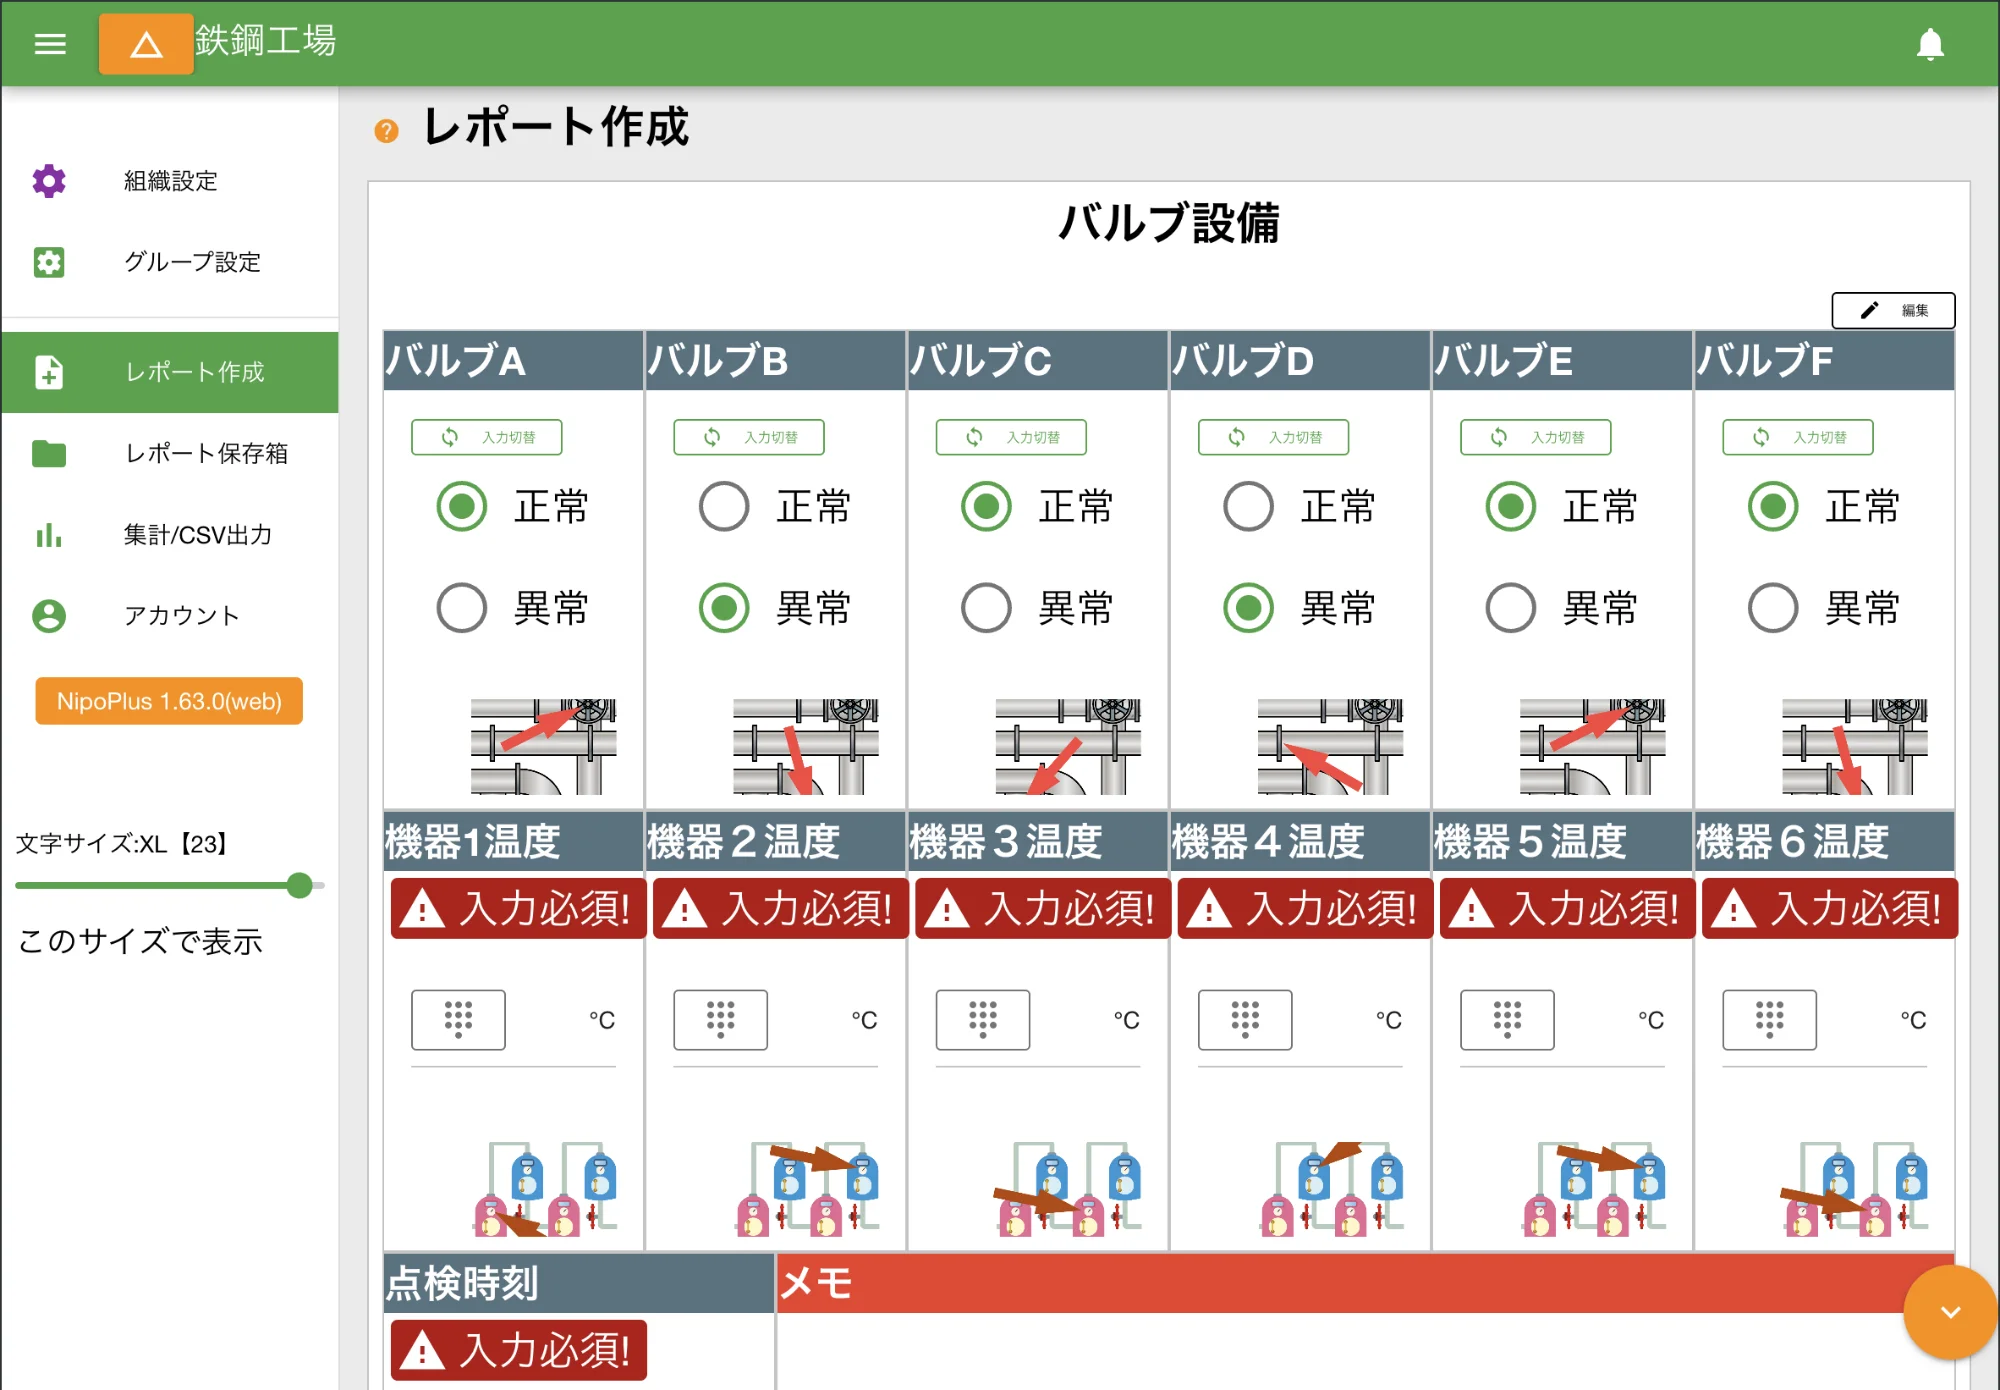 鉄鋼工場
組織設定
グループ設定
レポート作成
レポート保存箱
集計/CSV出力
アカウント
NipoPlus 1.63.0(web)
文字サイズ:XL【23】
このサイズで表示
レポート作成
バルブ設備
編集
バルブA バルブB バルブC バルブD バルブE バルブF
入力切替 入力切替 入力切替 入力切替 入力切替 入力切替
正常 正常 正常 正常 正常 正常
異常 異常 異常 異常 異常 異常
機器1温度 機器２温度 機器３温度 機器４温度 機器５温度 機器６温度
入力必須! 入力必須! 入力必須! 入力必須! 入力必須! 入力必須!
°C °C °C °C °C °C
点検時刻 メモ
入力必須!